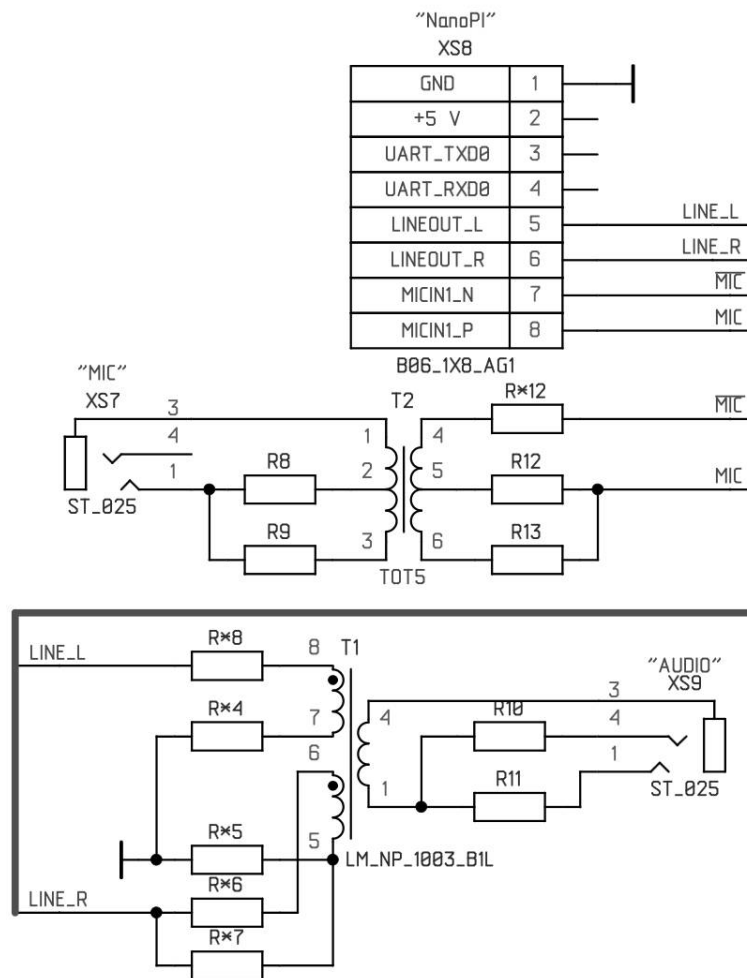 "NanoPI"
XS8
GND 1
+5 V 2
UART_TXD0 3
UART_RXD0 4
LINEOUT_L 5 LINE_L
LINEOUT_R 6 LINE_R
MICIN1_N 7 MIC
MICIN1_P 8 MIC
B06_1X8_AG1
"MIC"
XS7
3 T2 R*12 MIC
4 1 4
1 R8 2 5 R12 MIC
ST_025
R9 3 6 R13
TOT5
LINE_L R*8 8 T1
"AUDIO"
XS9
R*4 7 4 R10 3
6 4
1 R11 1
ST_025
R*5 5
LM_NP_1003_B1L
LINE_R R*6
R*7